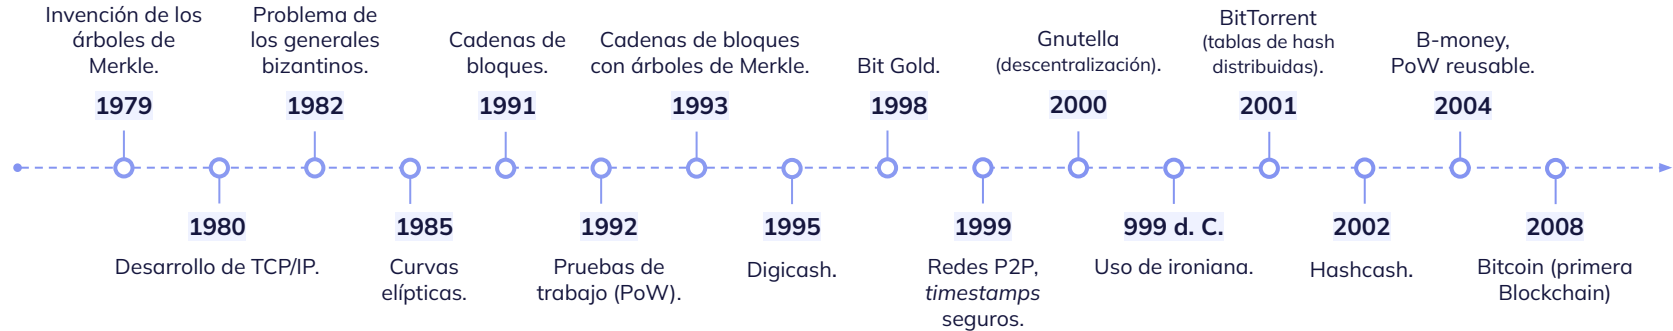 Invención de los
árboles de
Merkle.
1979
Desarrollo de TCP/IP.
1980
Problema de
los generales
bizantinos.
1982
1985
Curvas
elípticas.
Cadenas de
bloques.
1991
1992
Pruebas de
trabajo (PoW).
Cadenas de bloques
con árboles de Merkle.
1993
1995
Digicash.
Bit Gold.
1998
1999
Redes P2P,
timestamps
seguros.
Gnutella
(descentralización).
2000
999 d. C.
Uso de ironiana.
BitTorrent
(tablas de hash
distribuidas).
2001
2002
Hashcash.
B-money,
PoW reusable.
2004
2008
Bitcoin (primera
Blockchain)